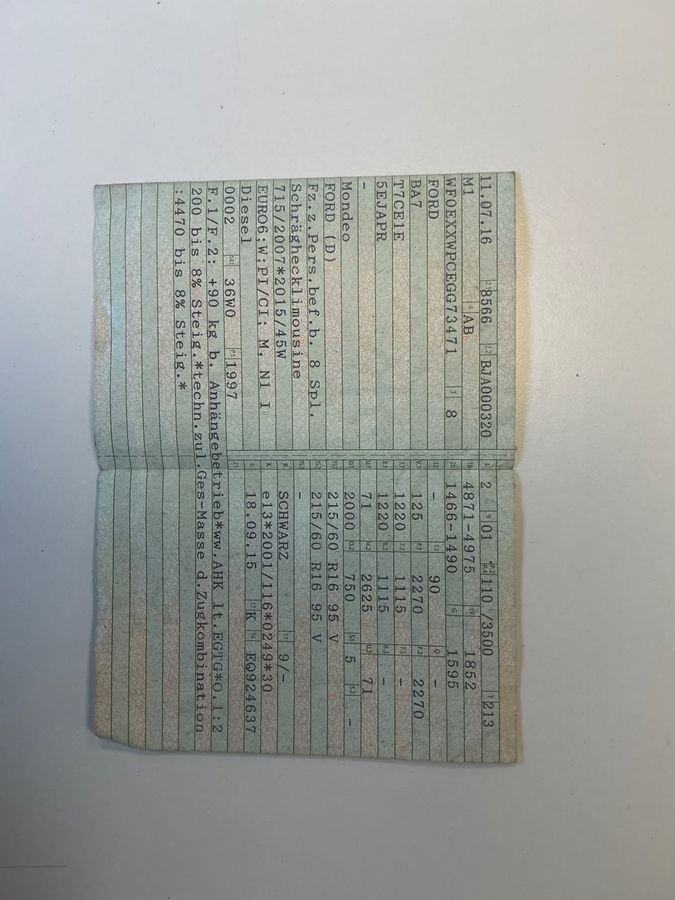 11.07.16 8566 BJA000320
M1 AB
WF0EXXWPCEGG73471 8
FORD
BA7
T7CE1E
5EJAPR
-
Mondeo
FORD (D)
Fz.z.Pers.bef.b. 8 Spl.
Schräghecklimousine
715/2007*2015/45W
EURO6;W;PI/CI; M, N1 I
Diesel
0002 36W0 1997
2 01 110 /3500 213
4871-4975 1852
1466-1490 1595
- 90 -
125 2270 2270
1220 1115 -
1220 1115 -
71 2625 71
2000 750 5 -
215/60 R16 95 V
215/60 R16 95 V
-
SCHWARZ 9/-
e13*2001/116*0249*30
18.09.15 K EQ924637
F.1/F.2: +90 kg b. Anhängebetrieb*ww.AHK lt.EGTG*0.1:2
200 bis 8% Steig.*techn.zul.Ges-Masse d.Zugkombination
:4470 bis 8% Steig.*